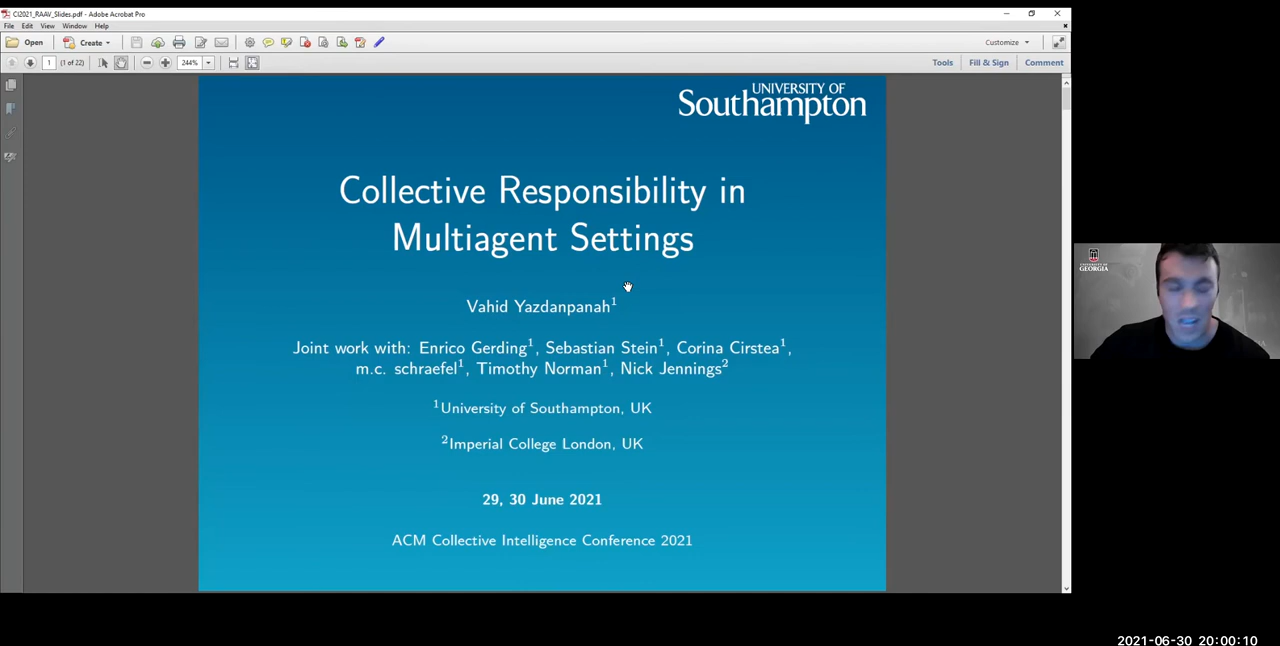 CI2021_RAAV_Slides.pdf - Adobe Acrobat Pro
File Edit View Window Help
Open Create Customize
1 (1 of 22) 244% Tools Fill & Sign Comment
UNIVERSITY OF
Southampton
Collective Responsibility in
Multiagent Settings
Vahid Yazdanpanah1
Joint work with: Enrico Gerding1, Sebastian Stein1, Corina Cirstea1,
m.c. schraefel1, Timothy Norman1, Nick Jennings2
1University of Southampton, UK
2Imperial College London, UK
29, 30 June 2021
ACM Collective Intelligence Conference 2021
GEORGIA
2021-06-30 20:00:10